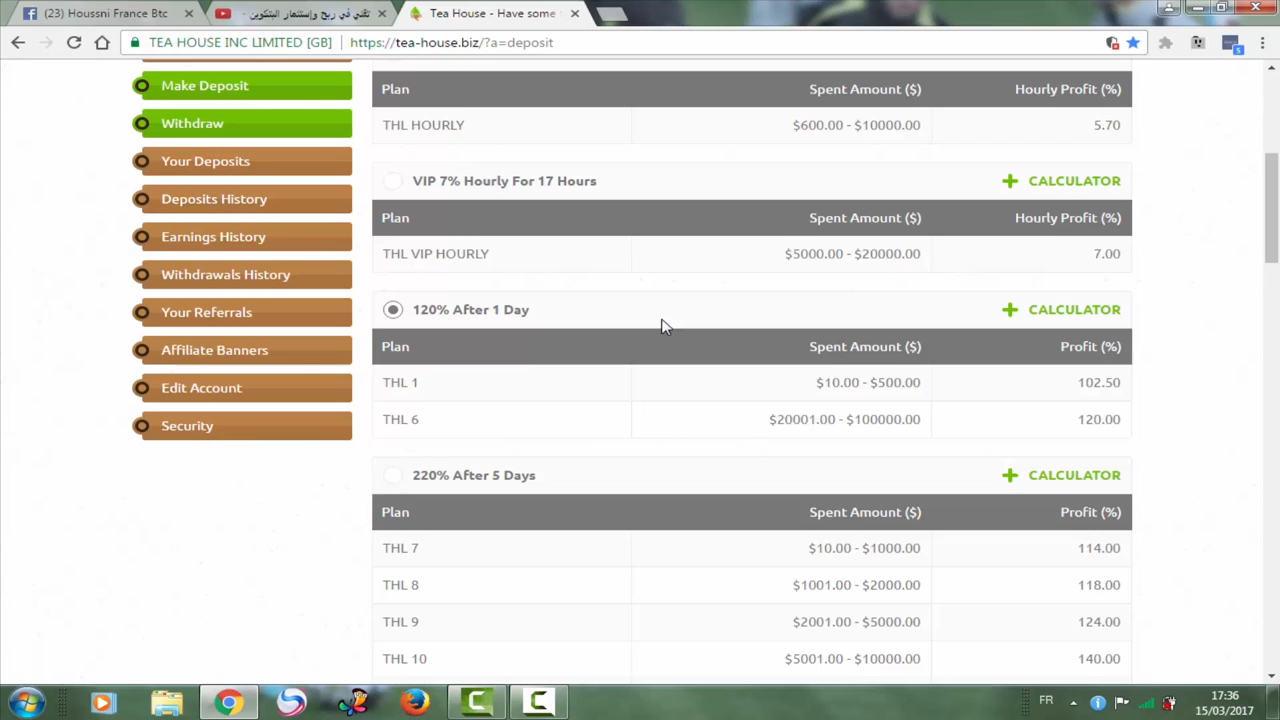 (23) Houssni France Btc
تقني في ربح وإستثمار البتكوين -
Tea House - Have some t
TEA HOUSE INC LIMITED [GB]
https://tea-house.biz/?a=deposit
5
Make Deposit
Withdraw
Your Deposits
Deposits History
Earnings History
Withdrawals History
Your Referrals
Affiliate Banners
Edit Account
Security
Plan Spent Amount ($) Hourly Profit (%)
THL HOURLY $600.00 - $10000.00 5.70
VIP 7% Hourly For 17 Hours + CALCULATOR
Plan Spent Amount ($) Hourly Profit (%)
THL VIP HOURLY $5000.00 - $20000.00 7.00
120% After 1 Day + CALCULATOR
Plan Spent Amount ($) Profit (%)
THL 1 $10.00 - $500.00 102.50
THL 6 $20001.00 - $100000.00 120.00
220% After 5 Days + CALCULATOR
Plan Spent Amount ($) Profit (%)
THL 7 $10.00 - $1000.00 114.00
THL 8 $1001.00 - $2000.00 118.00
THL 9 $2001.00 - $5000.00 124.00
THL 10 $5001.00 - $10000.00 140.00
FR
17:36
15/03/2017